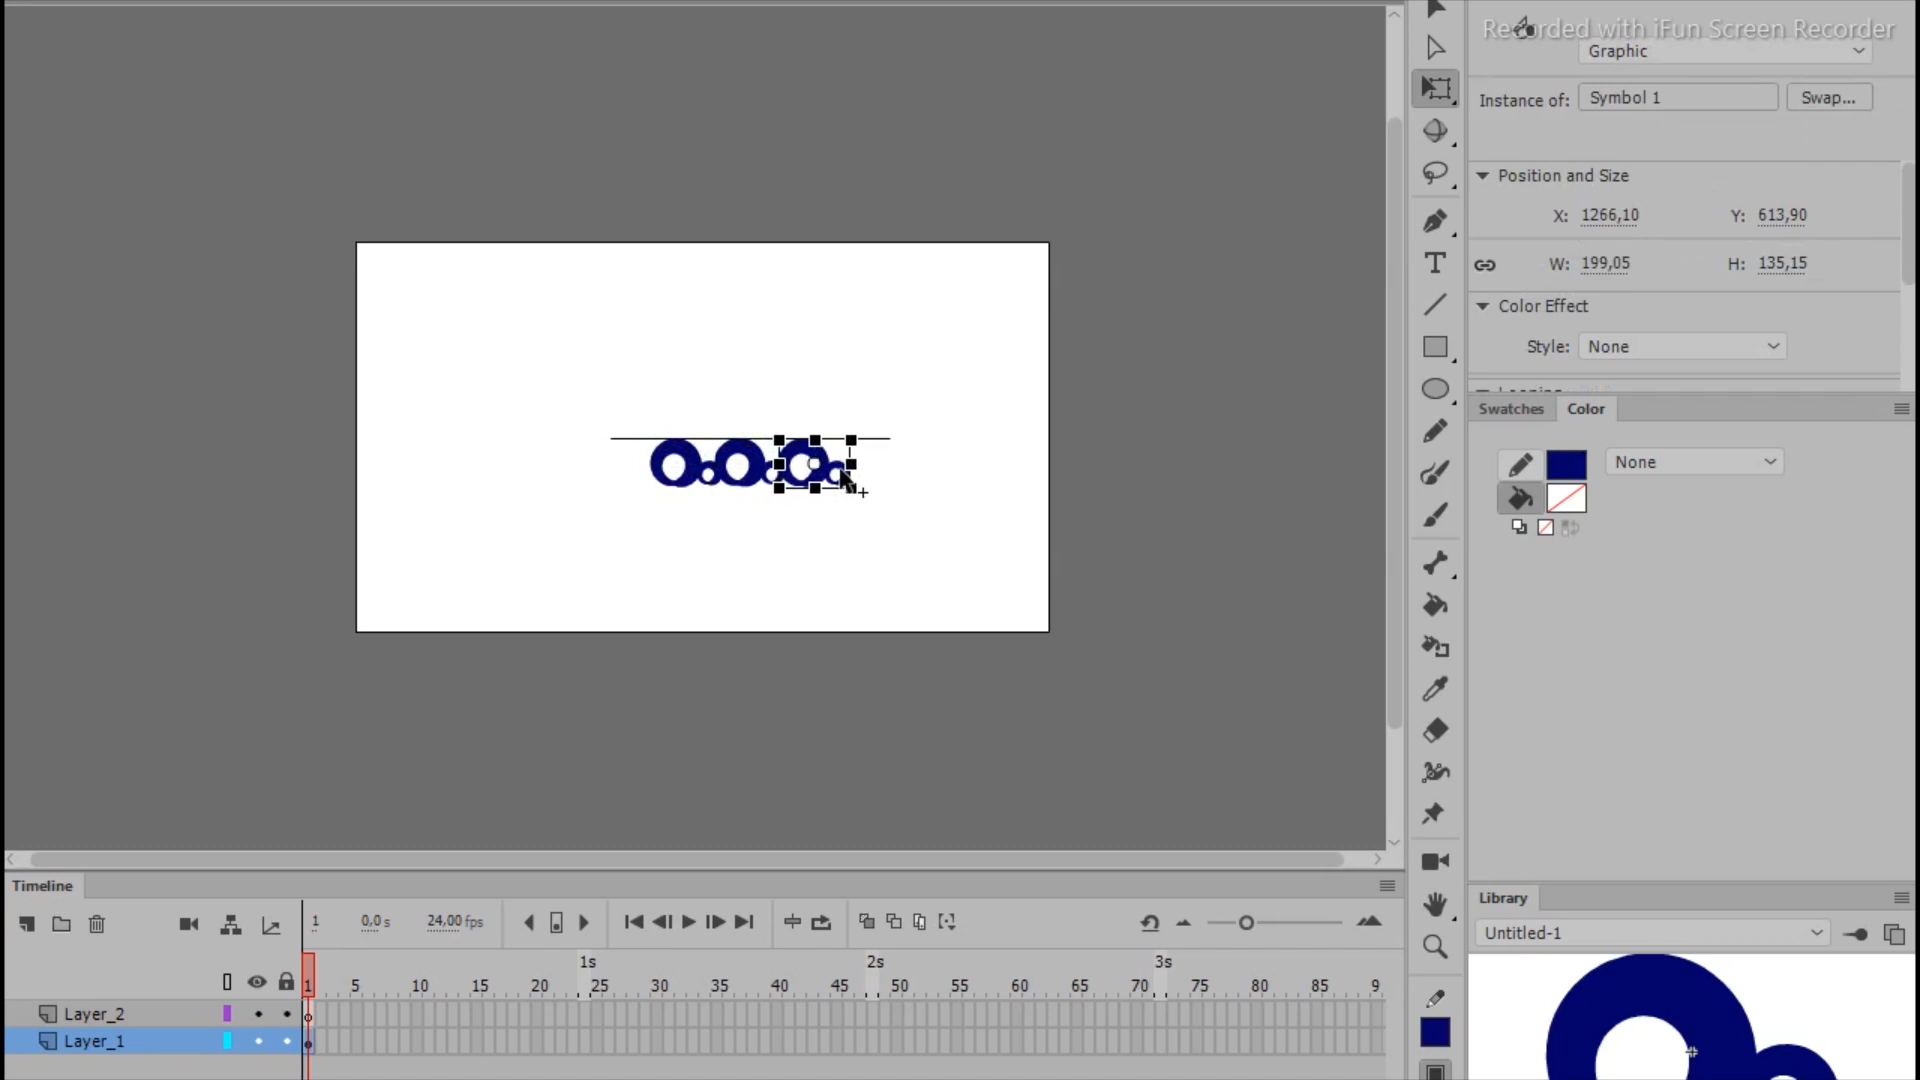 Recorded with iFun Screen Recorder
Graphic
Instance of: Symbol 1 Swap...
Position and Size
X: 1266,10 Y: 613,90
W: 199,05 H: 135,15
Color Effect
Style: None
Swatches Color
None
Timeline
1 0,0 s 24,00 fps
1s 2s 3s
1 5 10 15 20 25 30 35 40 45 50 55 60 65 70 75 80 85 9
Layer_2
Layer_1
Library
Untitled-1